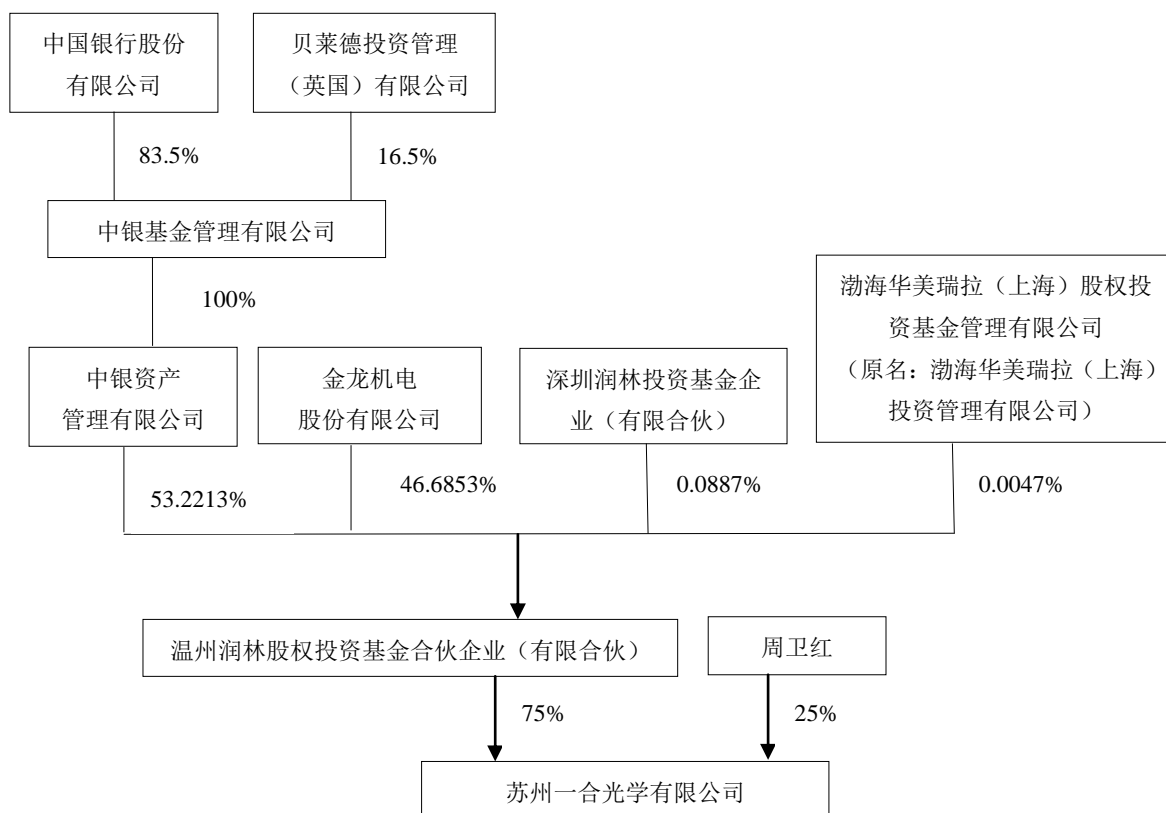 中国银行股份
有限公司
贝莱德投资管理
（英国）有限公司
83.5%
16.5%
中银基金管理有限公司
100%
中银资产
管理有限公司
金龙机电
股份有限公司
深圳润林投资基金企
业（有限合伙）
渤海华美瑞拉（上海）股权投
资基金管理有限公司
（原名：渤海华美瑞拉（上海）
投资管理有限公司）
53.2213%
46.6853%
0.0887%
0.0047%
温州润林股权投资基金合伙企业（有限合伙）
周卫红
75%
25%
苏州一合光学有限公司